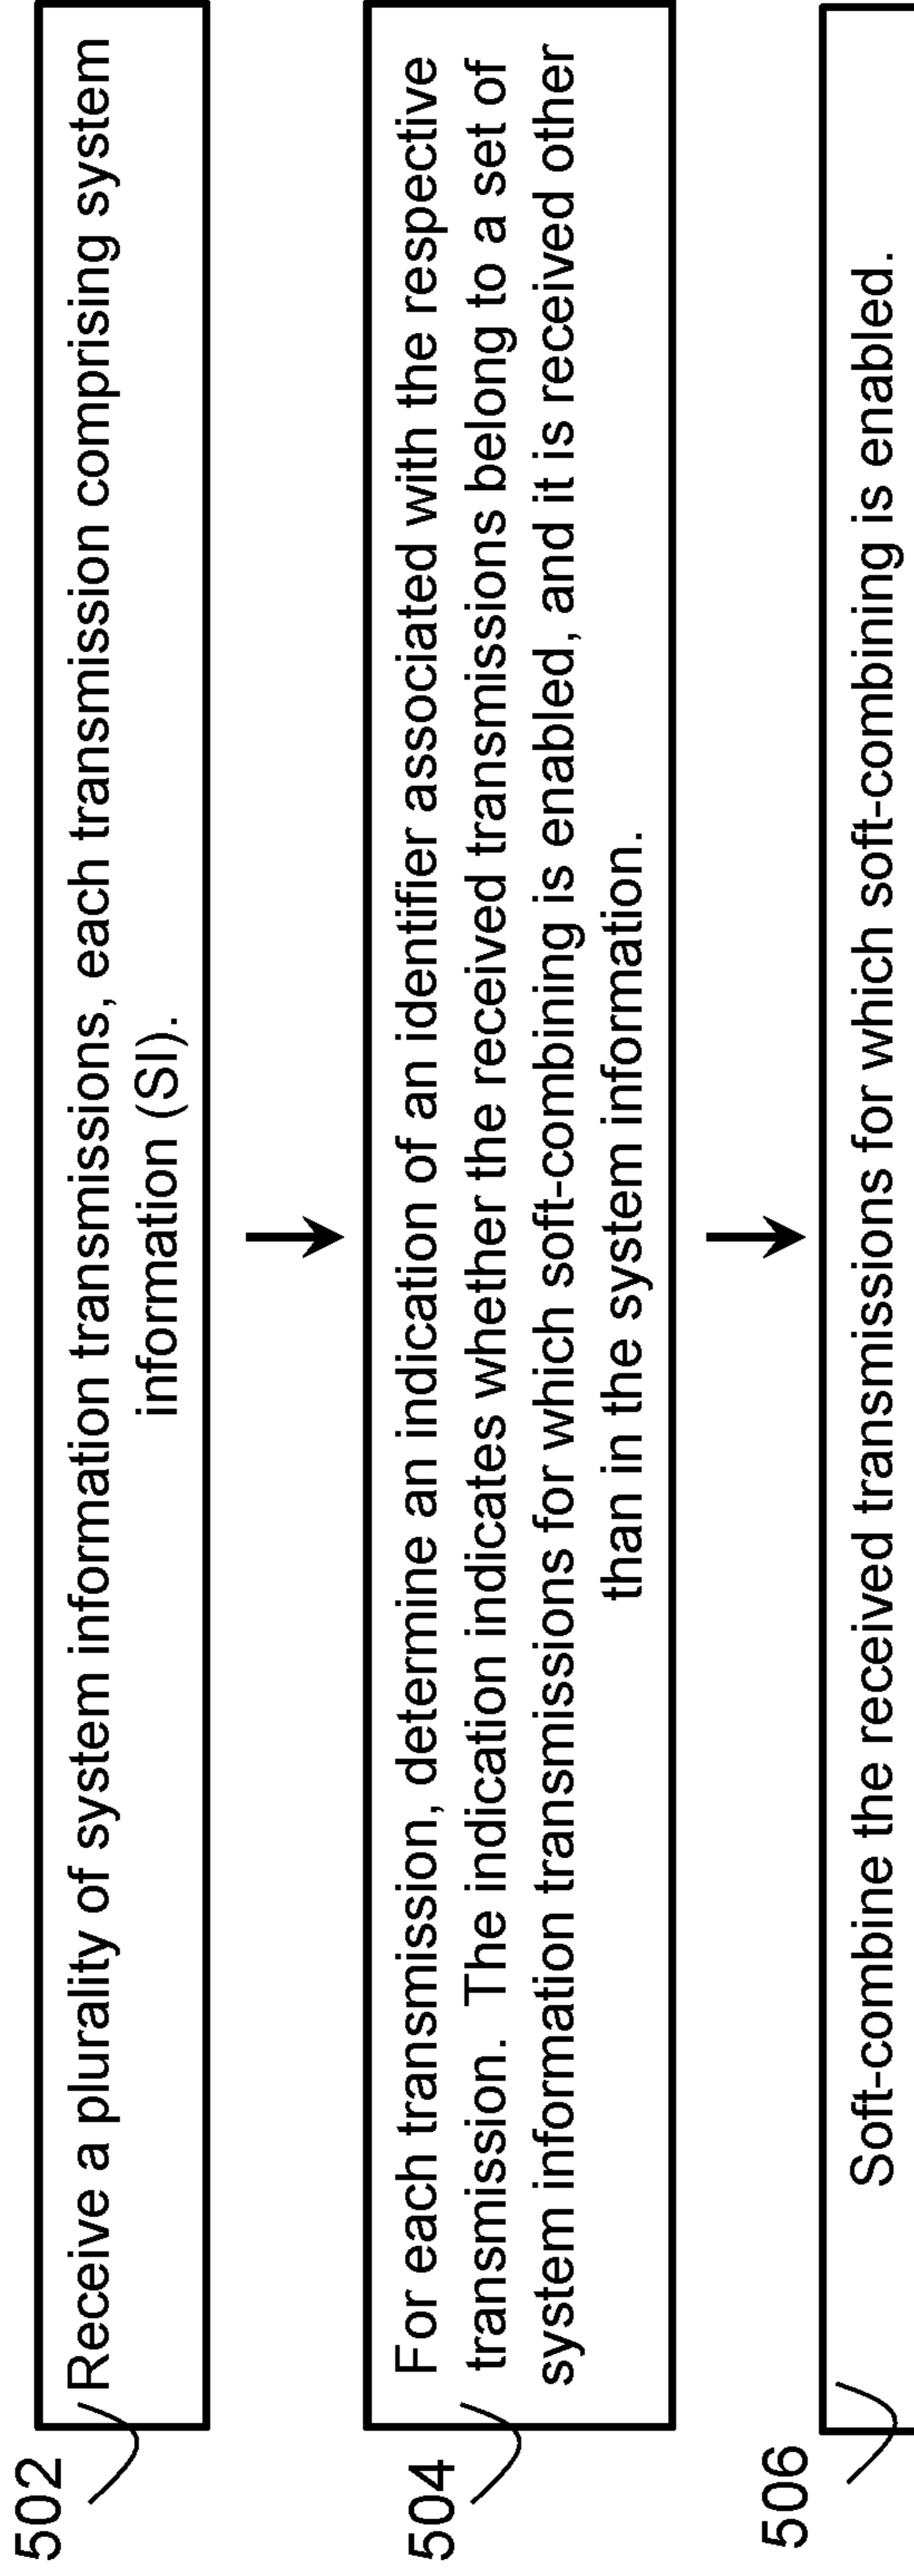 502
Receive a plurality of system information transmissions, each transmission comprising system
information (SI).
504
For each transmission, determine an indication of an identifier associated with the respective
transmission. The indication indicates whether the received transmissions belong to a set of
system information transmissions for which soft-combining is enabled, and it is received other
than in the system information.
506
Soft-combine the received transmissions for which soft-combining is enabled.